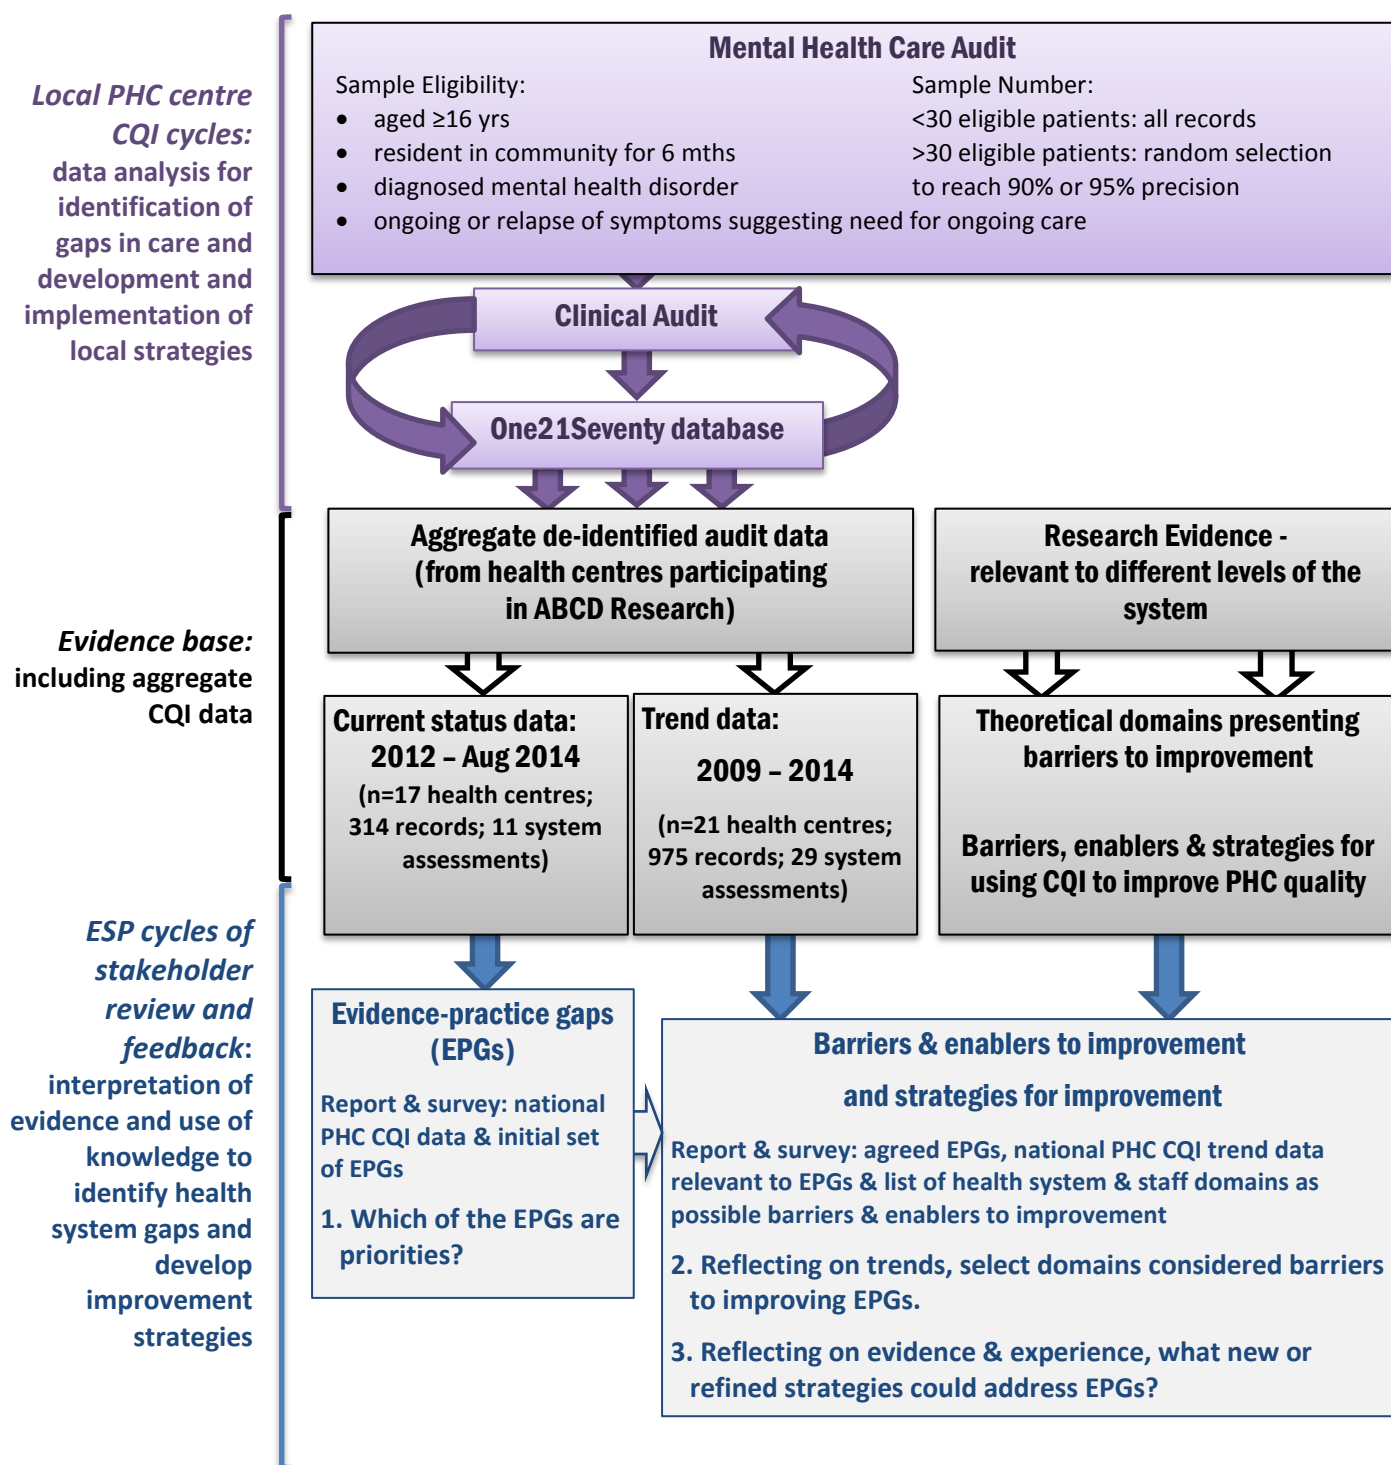 Local PHC centre
CQI cycles:
data analysis for
identification of
gaps in care and
development and
implementation of
local strategies
Mental Health Care Audit
Sample Eligibility:
• aged ≥16 yrs
• resident in community for 6 mths
• diagnosed mental health disorder
• ongoing or relapse of symptoms suggesting need for ongoing care
Sample Number:
<30 eligible patients: all records
>30 eligible patients: random selection
to reach 90% or 95% precision
Clinical Audit
One21Seventy database
Evidence base:
including aggregate
CQI data
Aggregate de-identified audit data
(from health centres participating
in ABCD Research)
Research Evidence -
relevant to different levels of the
system
Current status data:
2012 – Aug 2014
(n=17 health centres;
314 records; 11 system
assessments)
Trend data:
2009 – 2014
(n=21 health centres;
975 records; 29 system
assessments)
Theoretical domains presenting
barriers to improvement
Barriers, enablers & strategies for
using CQI to improve PHC quality
ESP cycles of
stakeholder
review and
feedback:
interpretation of
evidence and use of
knowledge to
identify health
system gaps and
develop
improvement
strategies
Evidence-practice gaps
(EPGs)
Report & survey: national
PHC CQI data & initial set
of EPGs
1. Which of the EPGs are
priorities?
Barriers & enablers to improvement
and strategies for improvement
Report & survey: agreed EPGs, national PHC CQI trend data
relevant to EPGs & list of health system & staff domains as
possible barriers & enablers to improvement
2. Reflecting on trends, select domains considered barriers
to improving EPGs.
3. Reflecting on evidence & experience, what new or
refined strategies could address EPGs?